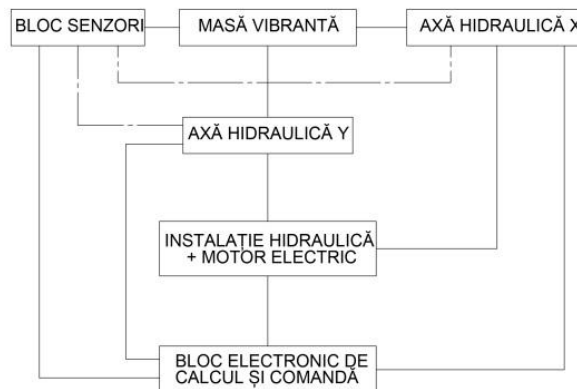 BLOC SENZORI
MASĂ VIBRANTĂ
AXĂ HIDRAULICĂ X
AXĂ HIDRAULICĂ Y
INSTALAȚIE HIDRAULICĂ
+ MOTOR ELECTRIC
BLOC ELECTRONIC DE
CALCUL ȘI COMANDĂ